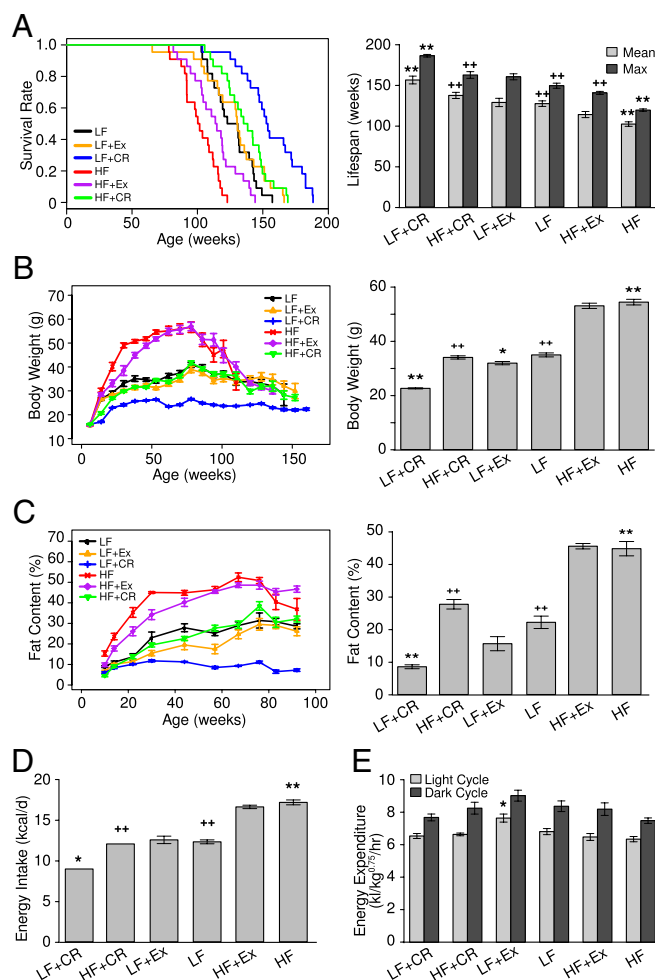 A
Survival Rate
1.0
0.8
0.6
0.4
0.2
0
LF
LF+Ex
LF+CR
HF
HF+Ex
HF+CR
0 50 100 150 200
Age (weeks)
Lifespan (weeks)
200
150
100
50
0
Mean
Max
** ** ++ ++ ++ ++ ++ ** **
LF+CR HF+CR LF+Ex LF HF+Ex HF
B
Body Weight (g)
70
60
50
40
30
20
10
LF
LF+Ex
LF+CR
HF
HF+Ex
HF+CR
0 50 100 150
Age (weeks)
Body Weight (g)
60
40
20
0
** ++ * ++ **
LF+CR HF+CR LF+Ex LF HF+Ex HF
C
Fat Content (%)
70
60
50
40
30
20
10
0
LF
LF+Ex
LF+CR
HF
HF+Ex
HF+CR
0 20 40 60 80 100
Age (weeks)
Fat Content (%)
50
40
30
20
10
0
** ++ ++ **
LF+CR HF+CR LF+Ex LF HF+Ex HF
D
Energy Intake (kcal/d)
20
15
10
5
0
* ++ ++ **
LF+CR HF+CR LF+Ex LF HF+Ex HF
E
Energy Expenditure
(kl/kg^0.75/hr)
10
8
6
4
2
0
Light Cycle
Dark Cycle
*
LF+CR HF+CR LF+Ex LF HF+Ex HF